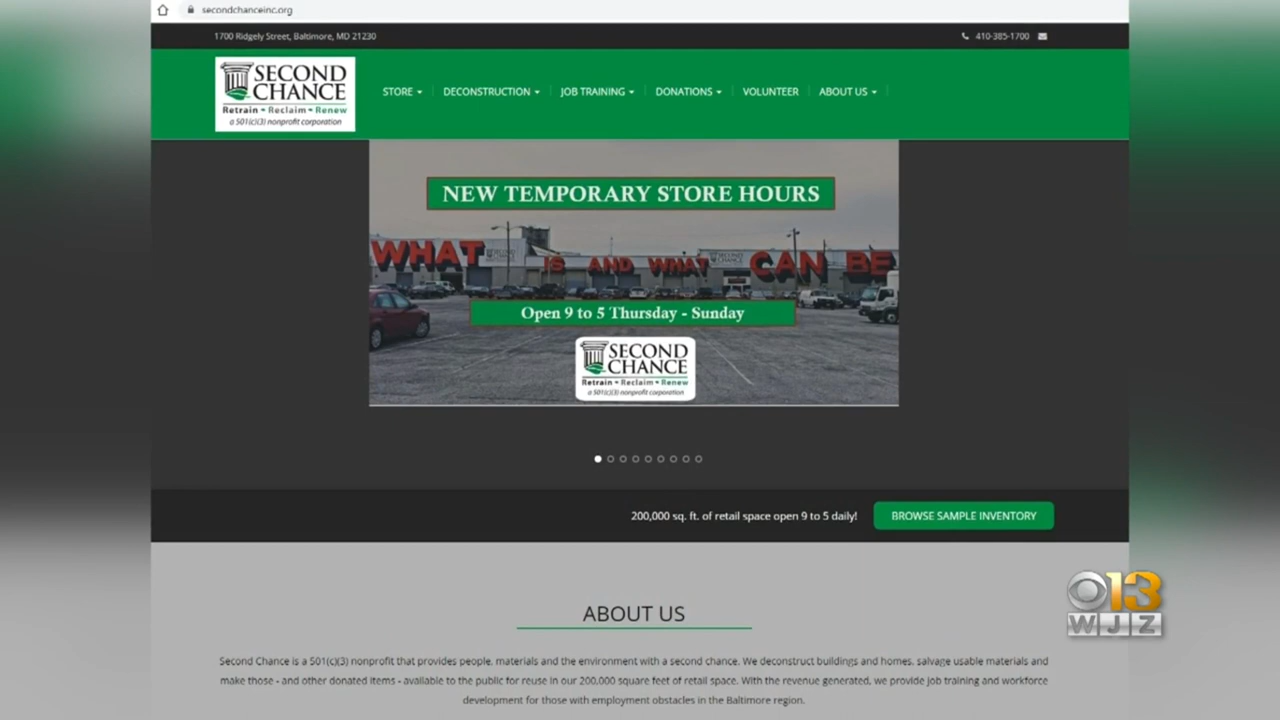 secondchanceinc.org
1700 Ridgely Street, Baltimore, MD 21230
410-385-1700
SECOND
CHANCE
Retrain - Reclaim - Renew
a 501(c)(3) nonprofit corporation
STORE
DECONSTRUCTION
JOB TRAINING
DONATIONS
VOLUNTEER
ABOUT US
NEW TEMPORARY STORE HOURS
WHAT IS AND WHAT CAN BE
SECOND
CHANCE
Open 9 to 5 Thursday - Sunday
SECOND
CHANCE
Retrain - Reclaim - Renew
a 501(c)(3) nonprofit corporation
200,000 sq. ft. of retail space open 9 to 5 daily!
BROWSE SAMPLE INVENTORY
13
WJZ
ABOUT US
Second Chance is a 501(c)(3) nonprofit that provides people, materials and the environment with a second chance. We deconstruct buildings and homes, salvage usable materials and
make those - and other donated items - available to the public for reuse in our 200,000 square feet of retail space. With the revenue generated, we provide job training and workforce
development for those with employment obstacles in the Baltimore region.